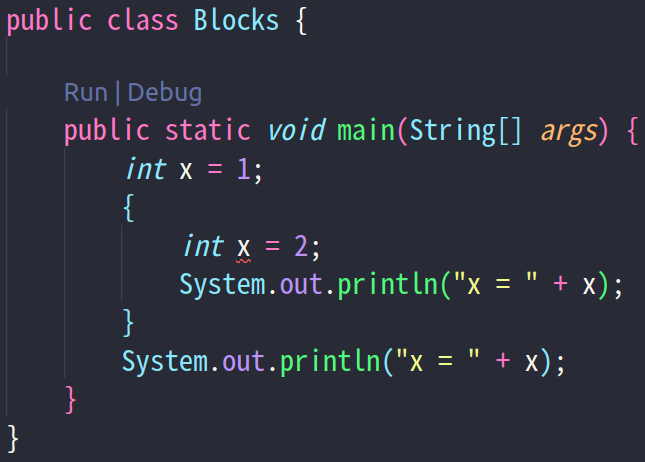 public class Blocks {
Run | Debug
public static void main(String[] args) {
int x = 1;
{
int x = 2;
System.out.println("x = " + x);
}
System.out.println("x = " + x);
}
}